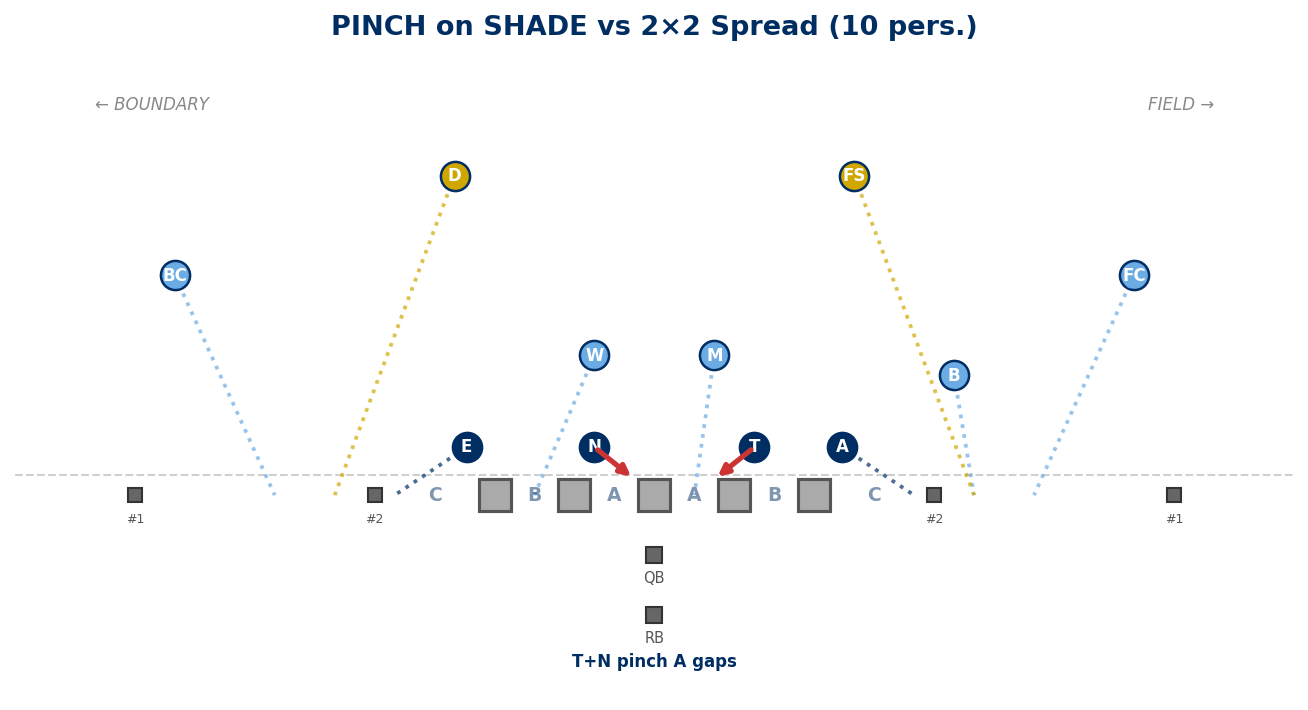 PINCH on SHADE vs 2×2 Spread (10 pers.)
← BOUNDARY
FIELD →
D
FS
BC
FC
W
M
B
E
N
T
A
C
B
A
A
B
C
#1
#2
#2
#1
QB
RB
T+N pinch A gaps